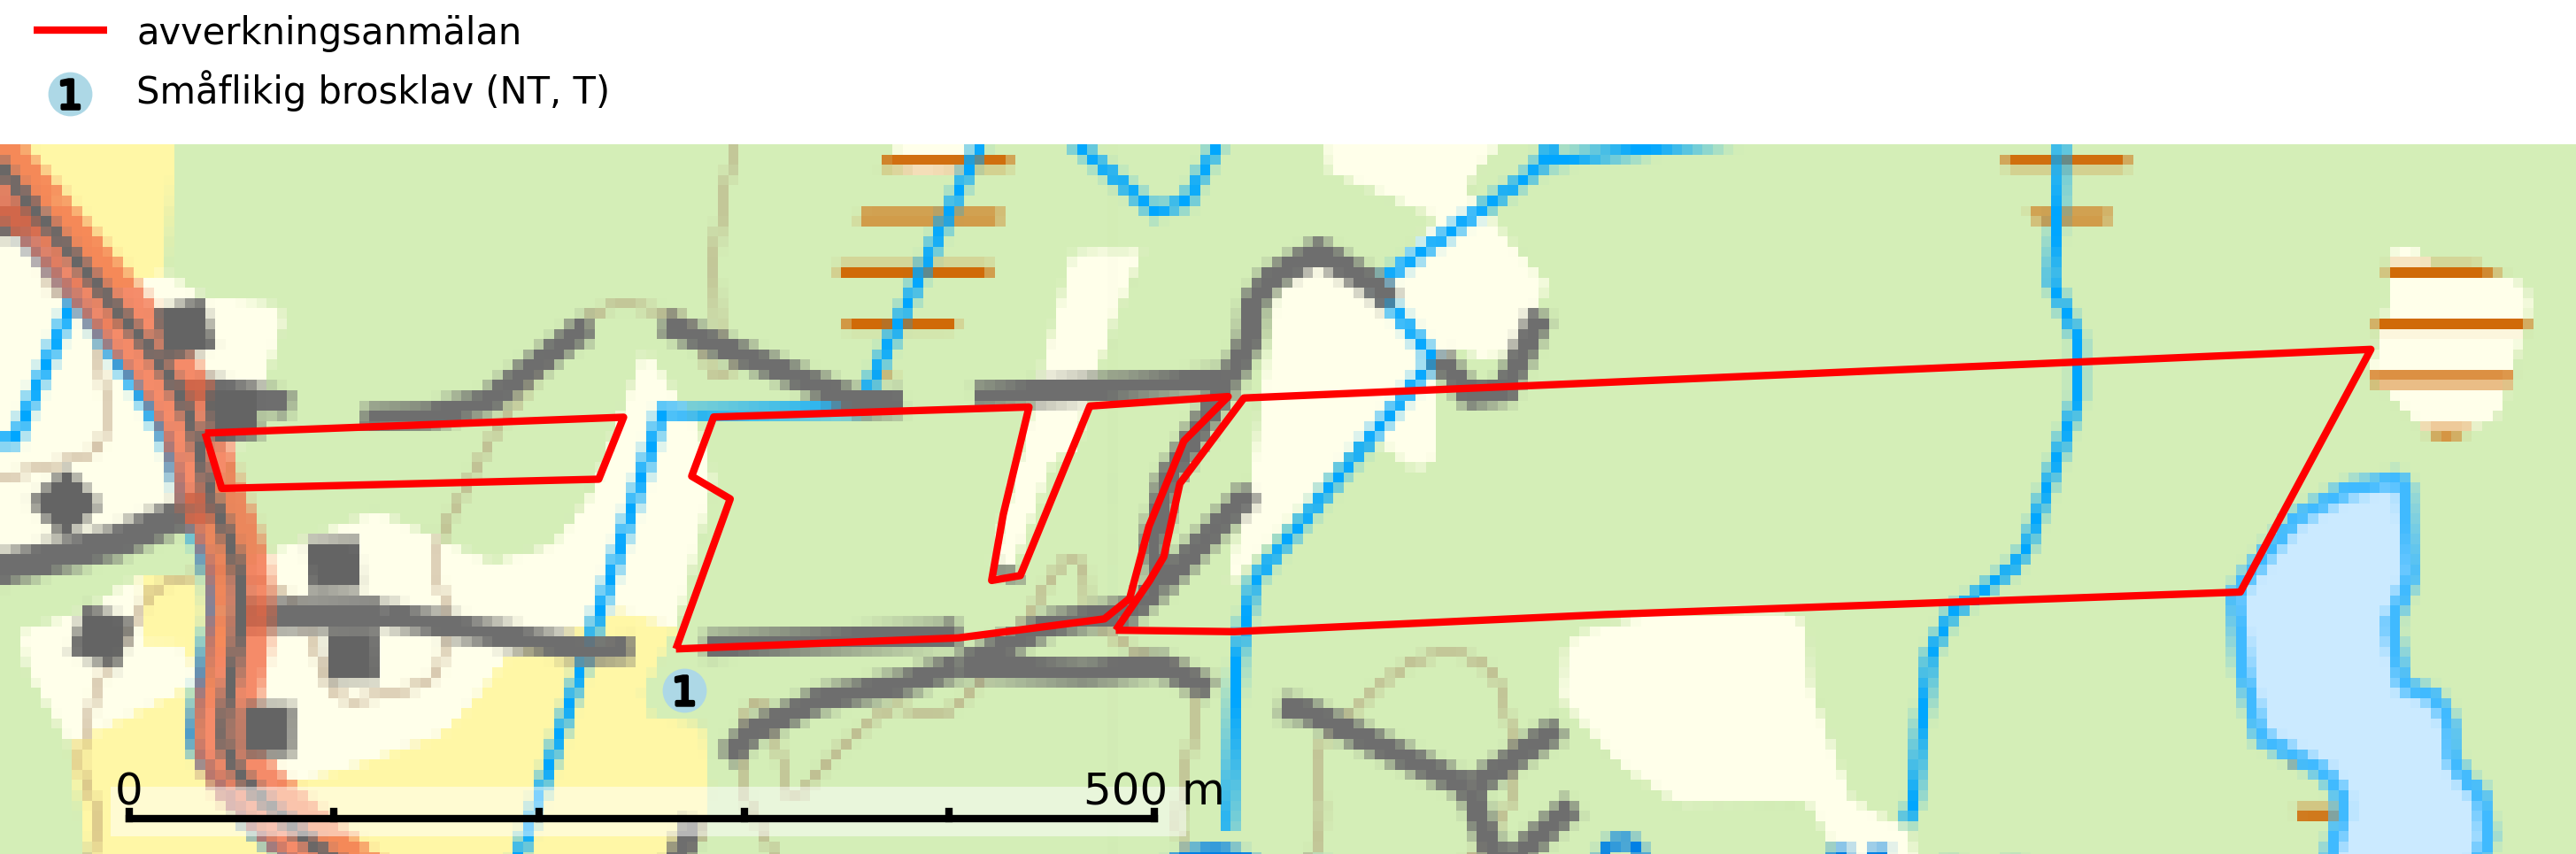 avverkningsanmälan
1 Småflikig brosklav (NT, T)
1
0 500 m